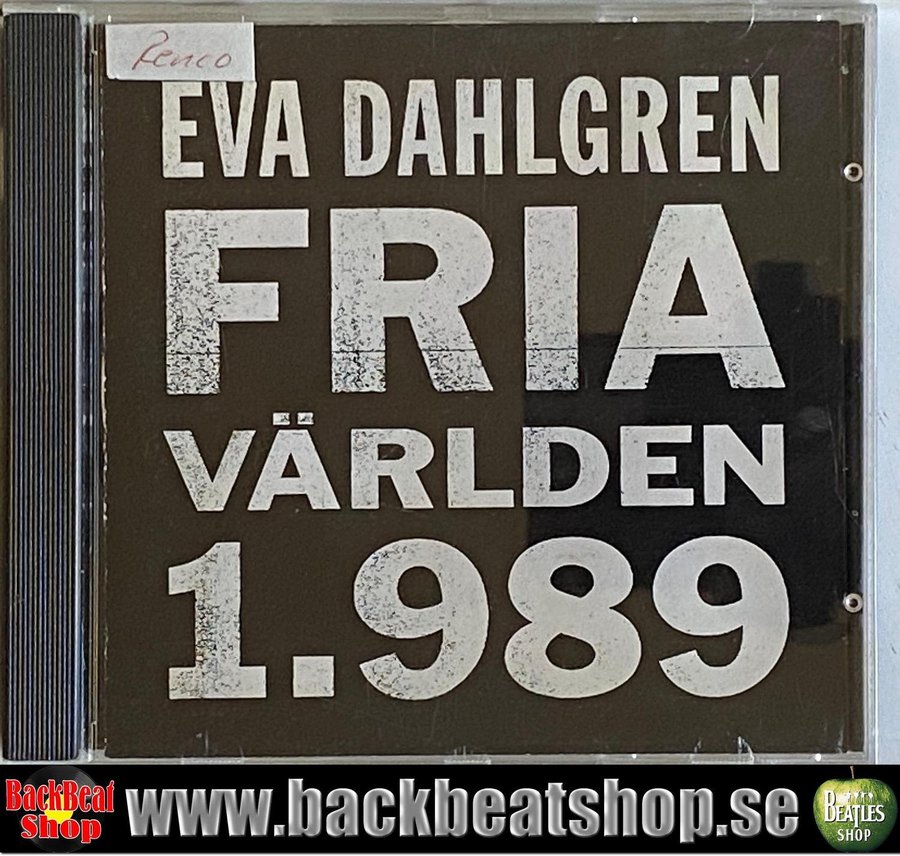 Renco
EVA DAHLGREN
FRIA
VÄRLDEN
1.989
BackBeat
Shop
www.backbeatshop.se
BEATLES
SHOP